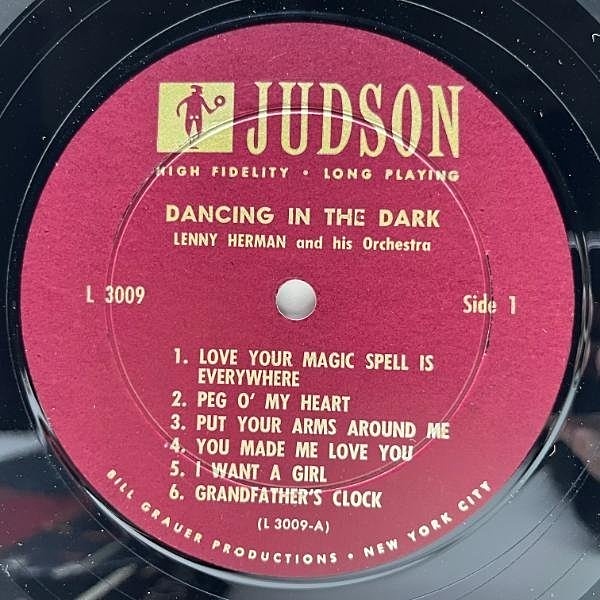 JUDSON
HIGH FIDELITY • LONG PLAYING
DANCING IN THE DARK
LENNY HERMAN and his Orchestra
L 3009
Side 1
1. LOVE YOUR MAGIC SPELL IS
EVERYWHERE
2. PEG O' MY HEART
3. PUT YOUR ARMS AROUND ME
4. YOU MADE ME LOVE YOU
5. I WANT A GIRL
6. GRANDFATHER'S CLOCK
(L 3009-A)
BILL GRAUER PRODUCTIONS • NEW YORK CITY